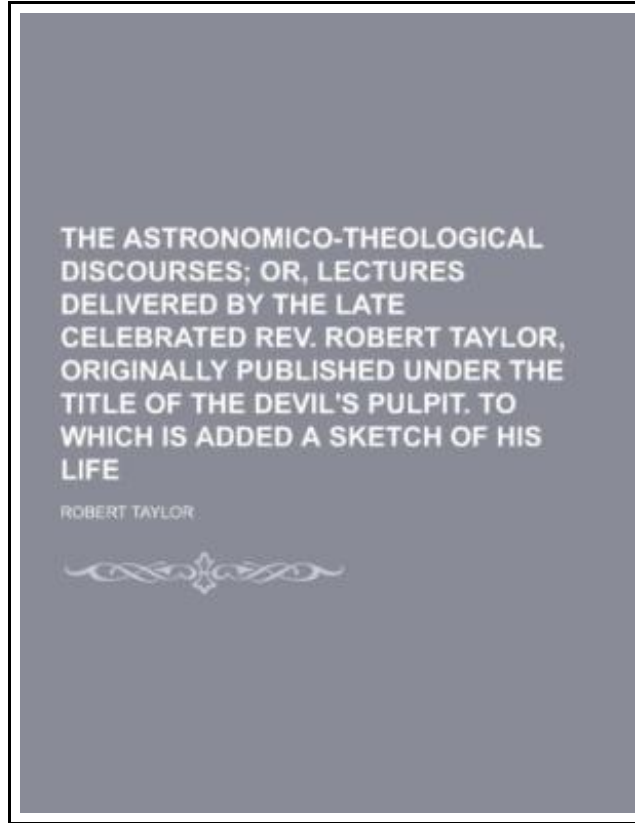 THE ASTRONOMICO-THEOLOGICAL
DISCOURSES; OR, LECTURES
DELIVERED BY THE LATE
CELEBRATED REV. ROBERT TAYLOR,
ORIGINALLY PUBLISHED UNDER THE
TITLE OF THE DEVIL'S PULPIT. TO
WHICH IS ADDED A SKETCH OF HIS
LIFE
ROBERT TAYLOR